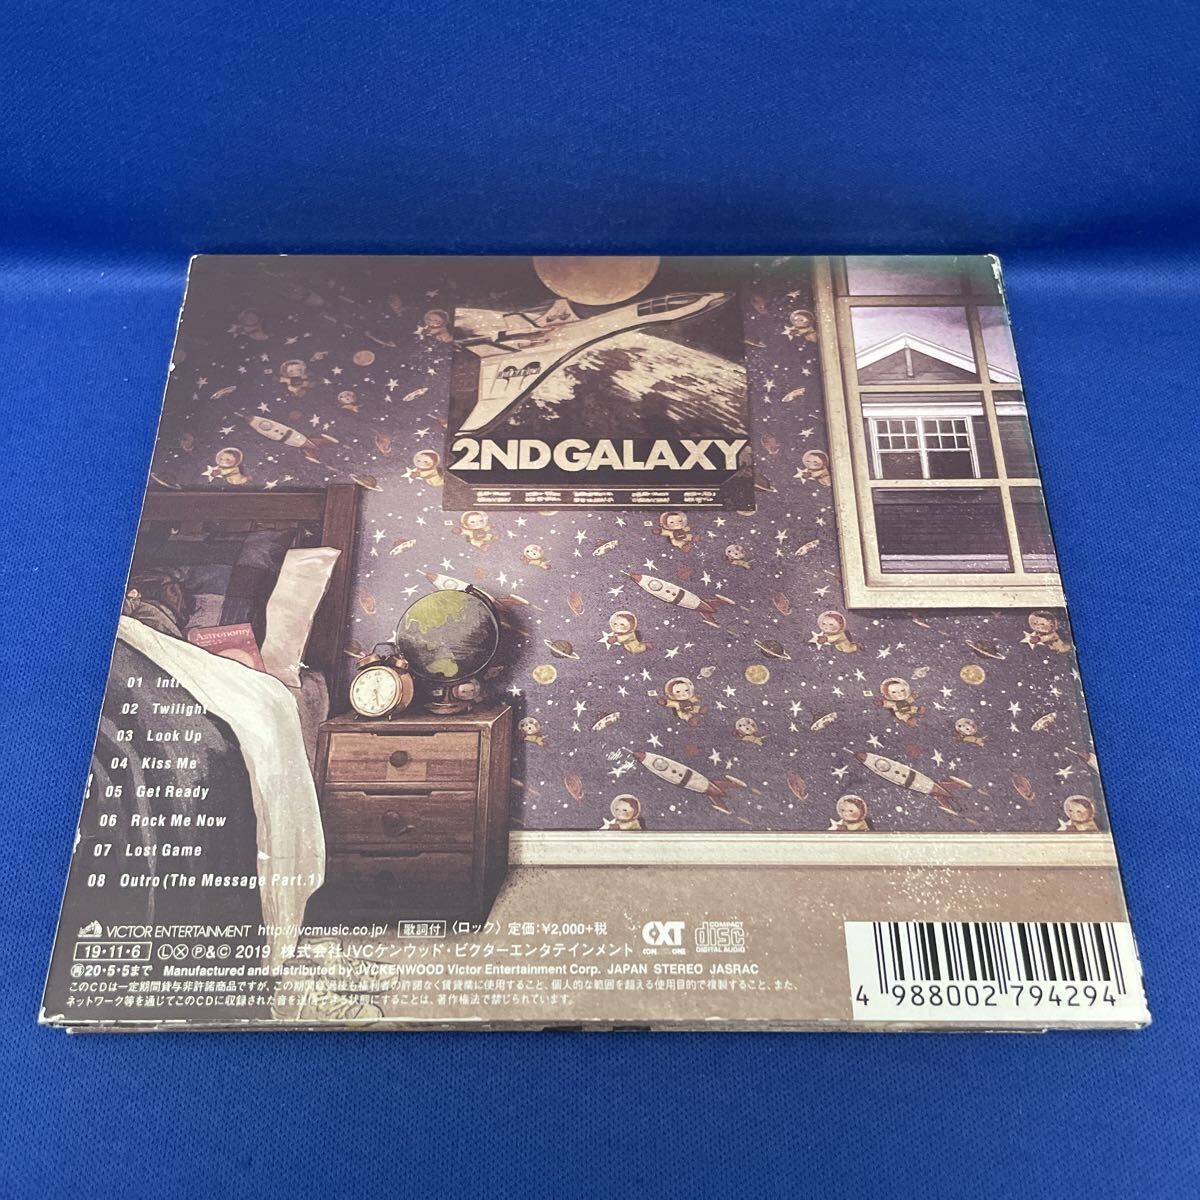 2NDGALAXY
Astronomy
01 Intr
02 Twilight
03 Look Up
04 Kiss Me
05 Get Ready
06 Rock Me Now
07 Lost Game
08 Outro (The Message Part.1)
VICTOR ENTERTAINMENT http://jvcmusic.co.jp/ 歌詞付 〈ロック〉 定価:¥2,000+税
19・11・6 Ⓛ Ⓧ Ⓟ&© 2019 株式会社JVCケンウッド・ビクターエンタテインメント
CONNECTONE
COMPACT disc DIGITAL AUDIO
㋫20・5・5まで Manufactured and distributed by JVCKENWOOD Victor Entertainment Corp. JAPAN STEREO JASRAC
このCDは一定期間貸与非許諾商品ですが、この期間経過後も権利者の許諾なく賃貸業に使用すること、個人的な範囲を超える使用目的で複製すること、また、
ネットワーク等を通じてこのCDに収録された音を送信できる状態にすることは、著作権法で禁じられています。
4 988002 794294